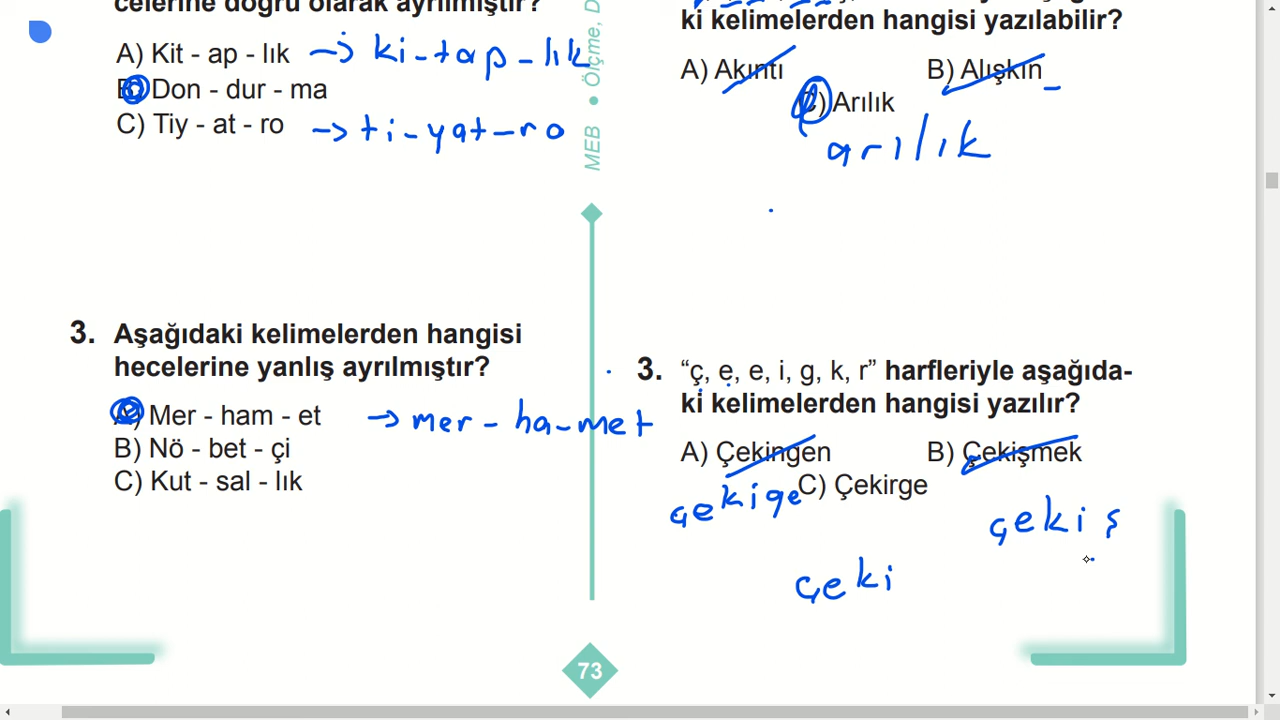 celerine doğru olarak ayrılmıştır?
A) Kit - ap - lık → ki-tap-lık
B) Don - dur - ma
C) Tiy - at - ro → ti-yat-ro
3. Aşağıdaki kelimelerden hangisi
hecelerine yanlış ayrılmıştır?
A) Mer - ham - et → mer-ha-met
B) Nö - bet - çi
C) Kut - sal - lık
MEB ● Ölçme, D
ki kelimelerden hangisi yazılabilir?
A) Akıntı B) Alışkın
C) Arılık
arılık
3. “ç, e, e, i, g, k, r” harfleriyle aşağıda-
ki kelimelerden hangisi yazılır?
A) Çekingen B) Çekişmek
C) Çekirge
çekige
çekiş
çeki
73